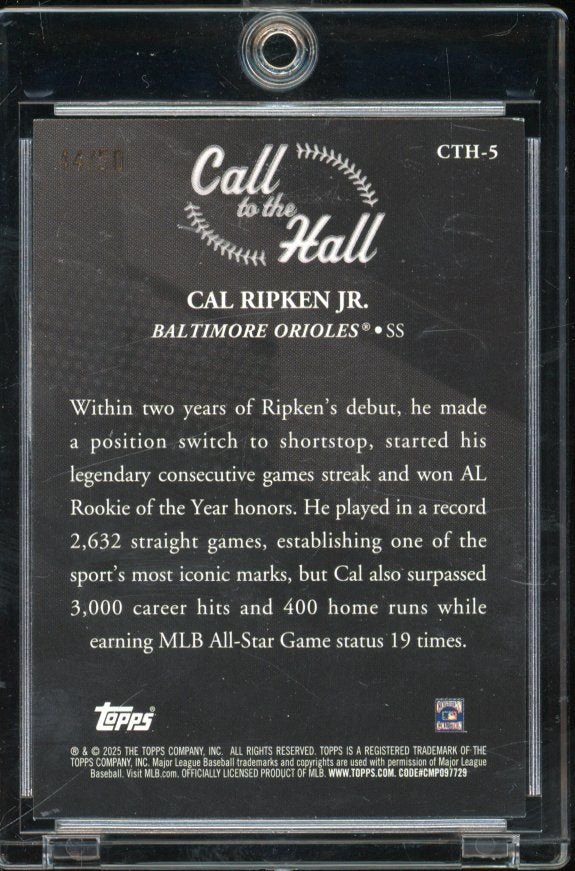 CTH-5
Call
to the
Hall
CAL RIPKEN JR.
BALTIMORE ORIOLES® • SS
Within two years of Ripken's debut, he made
a position switch to shortstop, started his
legendary consecutive games streak and won AL
Rookie of the Year honors. He played in a record
2,632 straight games, establishing one of the
sport's most iconic marks, but Cal also surpassed
3,000 career hits and 400 home runs while
earning MLB All-Star Game status 19 times.
Topps®
® & © 2025 THE TOPPS COMPANY, INC. ALL RIGHTS RESERVED. TOPPS IS A REGISTERED TRADEMARK OF THE
TOPPS COMPANY, INC. Major League Baseball trademarks and copyrights are used with permission of Major League
Baseball. Visit MLB.com. OFFICIALLY LICENSED PRODUCT OF MLB. WWW.TOPPS.COM. CODE#CMP097729